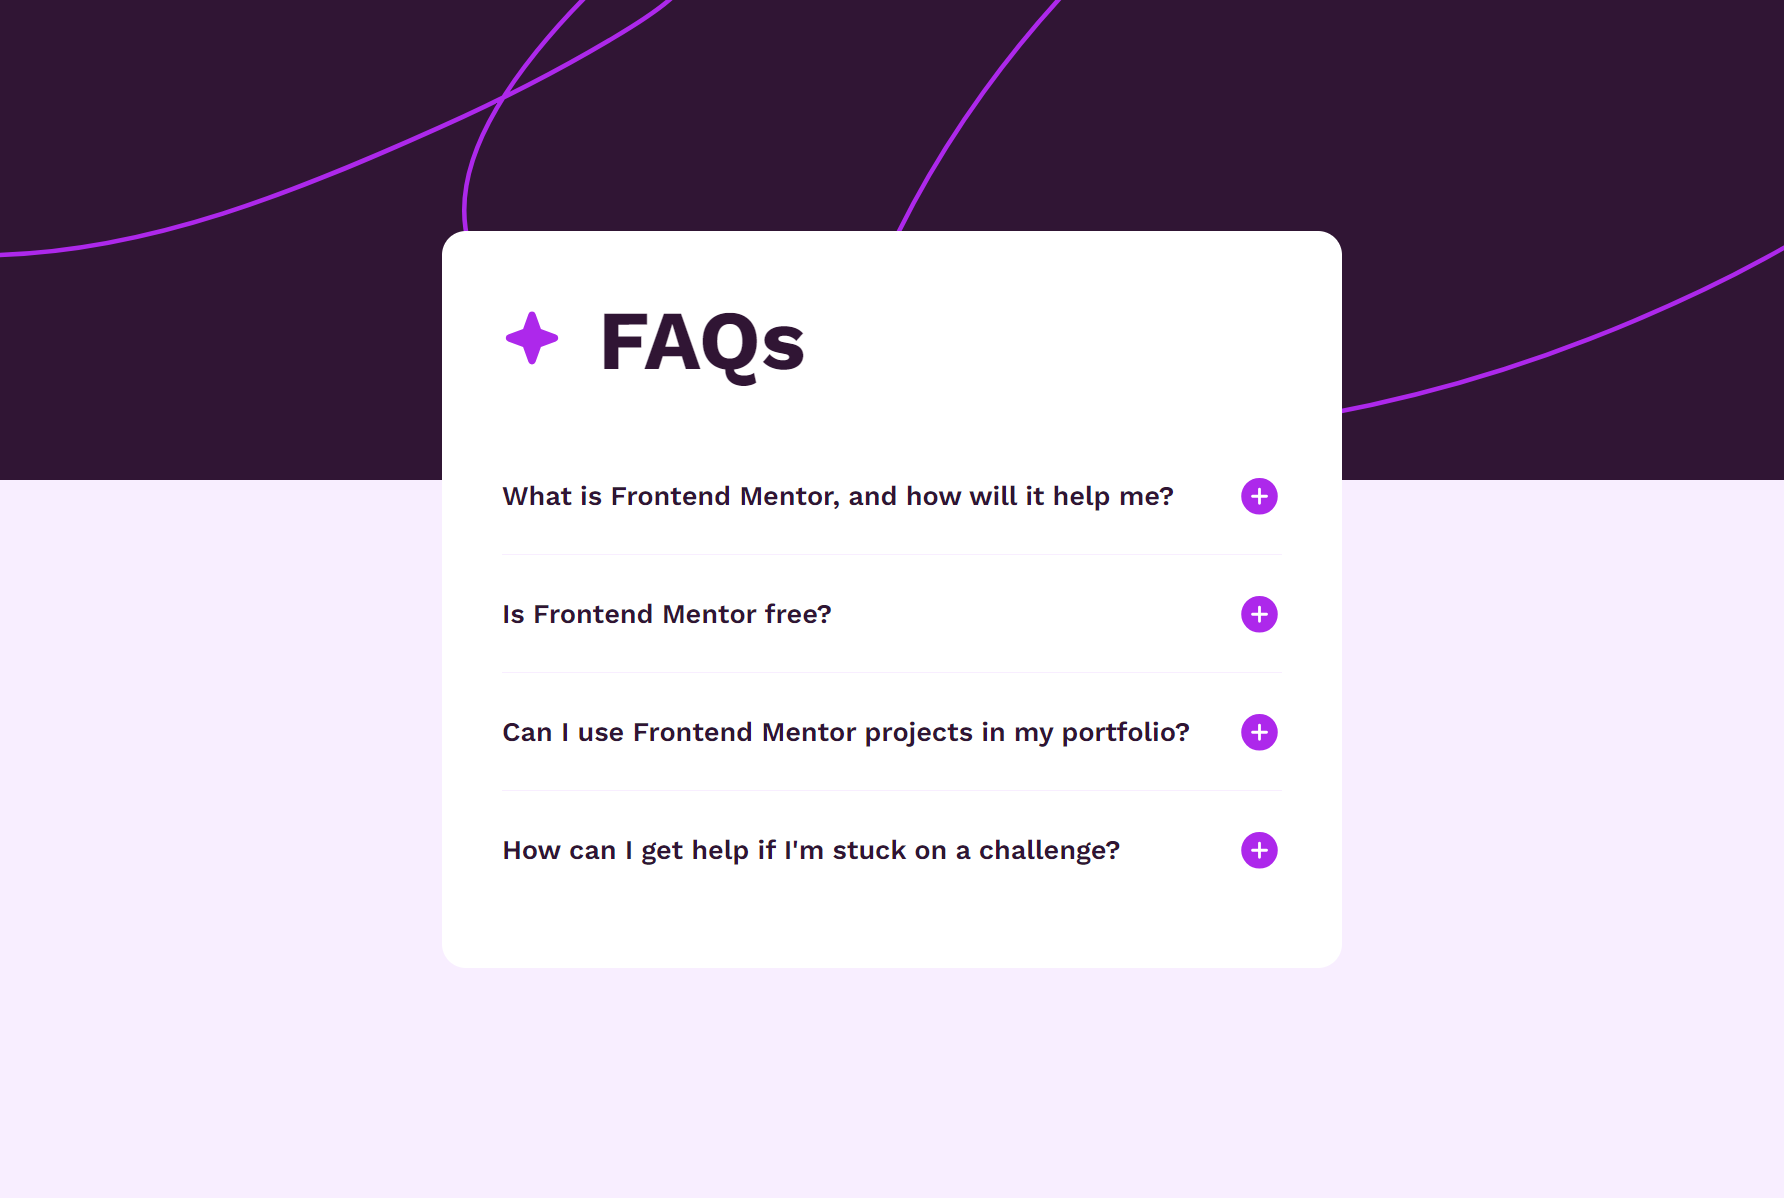 FAQs
What is Frontend Mentor, and how will it help me?
Is Frontend Mentor free?
Can I use Frontend Mentor projects in my portfolio?
How can I get help if I'm stuck on a challenge?